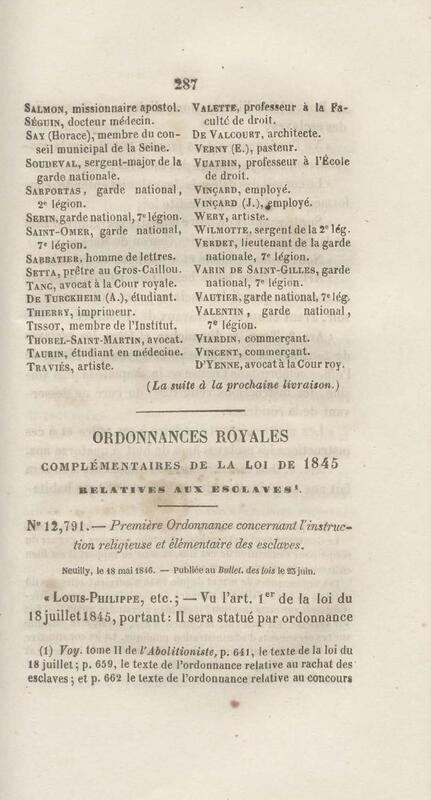 287
SALMON, missionnaire apostol.
SÉGUIN, docteur médecin.
SAY (Horace), membre du con-
seil municipal de la Seine.
SOUDEVAL, sergent-major de la
garde nationale.
SARPORTAS, garde national,
2e légion.
SERIN, garde national, 7e légion.
SAINT-OMER, garde national,
7e légion.
SABBATIER, homme de lettres.
SETTA, prêtre au Gros-Caillou.
TANC, avocat à la Cour royale.
DE TURCKHEIM (A.), étudiant.
THIERRY, imprimeur.
TISSOT, membre de l'Institut.
THOREL-SAINT-MARTIN, avocat.
TAURIN, étudiant en médecine.
TRAVIÉS, artiste.
VALETTE, professeur à la Fa-
culté de droit.
DE VALCOURT, architecte.
VERNY (E.), pasteur.
VUATRIN, professeur à l'École
de droit.
VINÇARD, employé.
VINÇARD (J.), employé.
WERY, artiste.
WILMOTTE, sergent de la 2e lég.
VERDET, lieutenant de la garde
nationale, 7e légion.
VARIN DE SAINT-GILLES, garde
national, 7e légion.
VAUTIER, garde national, 7e lég.
VALENTIN, garde national,
7e légion.
VIARDIN, commerçant.
VINCENT, commerçant.
D'YENNE, avocat à la Cour roy.
(La suite à la prochaine livraison.)
ORDONNANCES ROYALES
COMPLÉMENTAIRES DE LA LOI DE 1845
RELATIVES AUX ESCLAVES1.
No 12,791. — Première Ordonnance concernant l'instruc-
tion religieuse et élémentaire des esclaves.
Neuilly, le 18 mai 1846. — Publiée au Bullet. des lois le 23 juin.
« LOUIS-PHILIPPE, etc.; — Vu l'art. 1er de la loi du
18 juillet 1845, portant: Il sera statué par ordonnance
(1) Voy. tome II de l'Abolitioniste, p. 641, le texte de la loi du
18 juillet; p. 659, le texte de l'ordonnance relative au rachat des
esclaves; et p. 662 le texte de l'ordonnance relative au concours